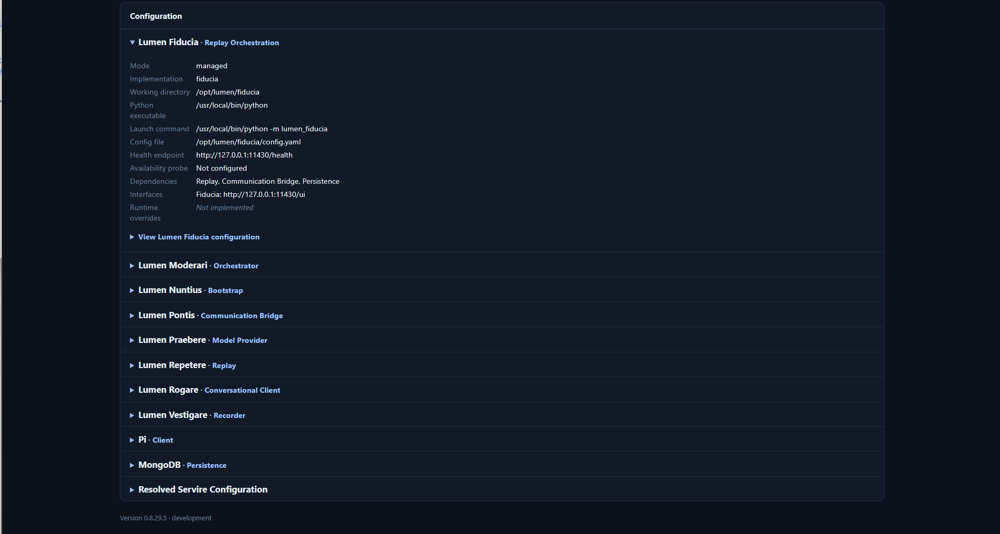 Configuration
Lumen Fiducia · Replay Orchestration
Mode managed
Implementation fiducia
Working directory /opt/lumen/fiducia
Python executable /usr/local/bin/python
Launch command /usr/local/bin/python -m lumen_fiducia
Config file /opt/lumen/fiducia/config.yaml
Health endpoint http://127.0.0.1:11430/health
Availability probe Not configured
Dependencies Replay, Communication Bridge, Persistence
Interfaces Fiducia: http://127.0.0.1:11430/ui
Runtime overrides Not implemented
View Lumen Fiducia configuration
Lumen Moderari · Orchestrator
Lumen Nuntius · Bootstrap
Lumen Pontis · Communication Bridge
Lumen Praebere · Model Provider
Lumen Repetere · Replay
Lumen Rogare · Conversational Client
Lumen Vestigare · Recorder
Pi · Client
MongoDB · Persistence
Resolved Servire Configuration
Version 0.8.29.5 · development